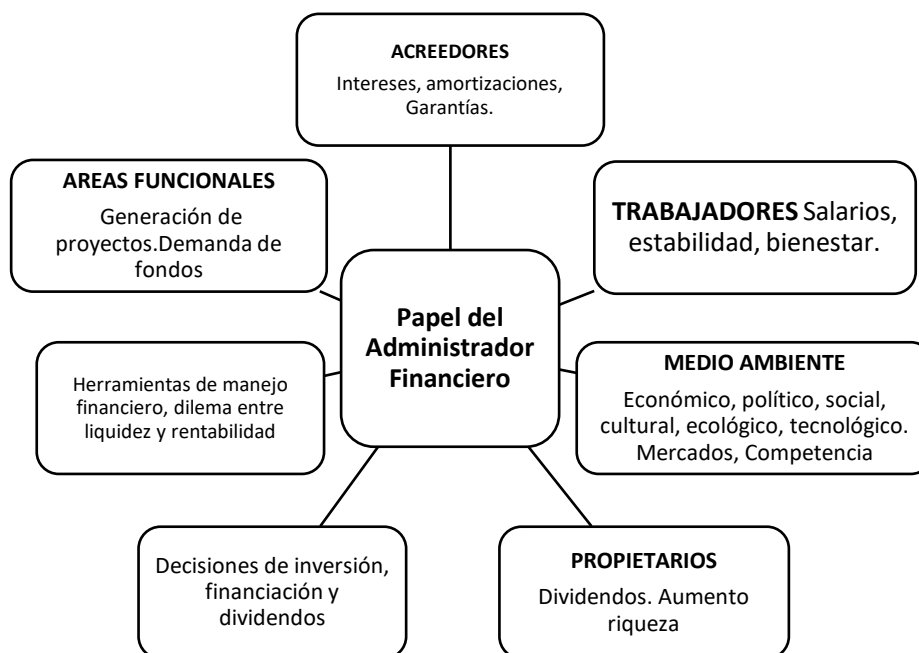 ACREEDORES
Intereses, amortizaciones,
Garantías.
AREAS FUNCIONALES
Generación de
proyectos.Demanda de
fondos
TRABAJADORES Salarios,
estabilidad, bienestar.
Papel del
Administrador
Financiero
Herramientas de manejo
financiero, dilema entre
liquidez y rentabilidad
MEDIO AMBIENTE
Económico, político, social,
cultural, ecológico, tecnológico.
Mercados, Competencia
Decisiones de inversión,
financiación y
dividendos
PROPIETARIOS
Dividendos. Aumento
riqueza